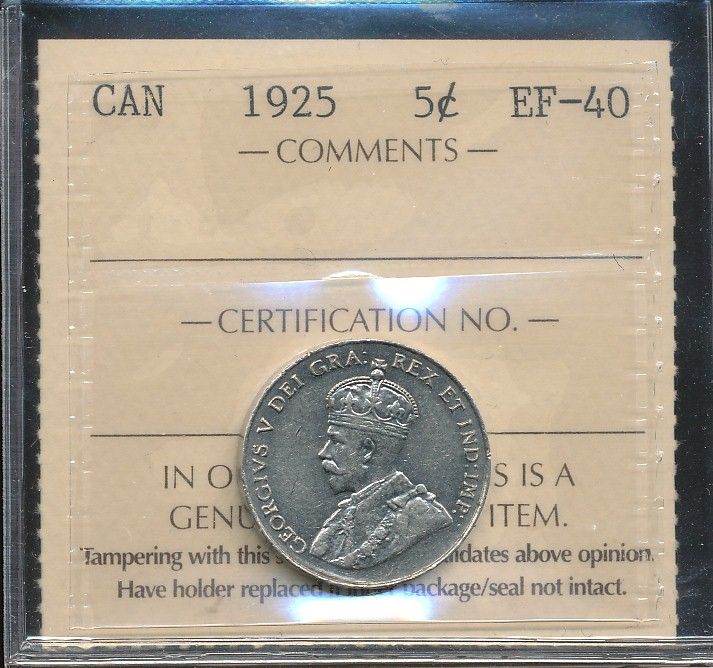 CAN 1925 5¢ EF-40
— COMMENTS —
— CERTIFICATION NO. —
GEORGIVS V DEI GRA: REX ET IND: IMP:
IN O S IS A
GENU ITEM.
Tampering with this above opinion.
Have holder replaced package/seal not intact.